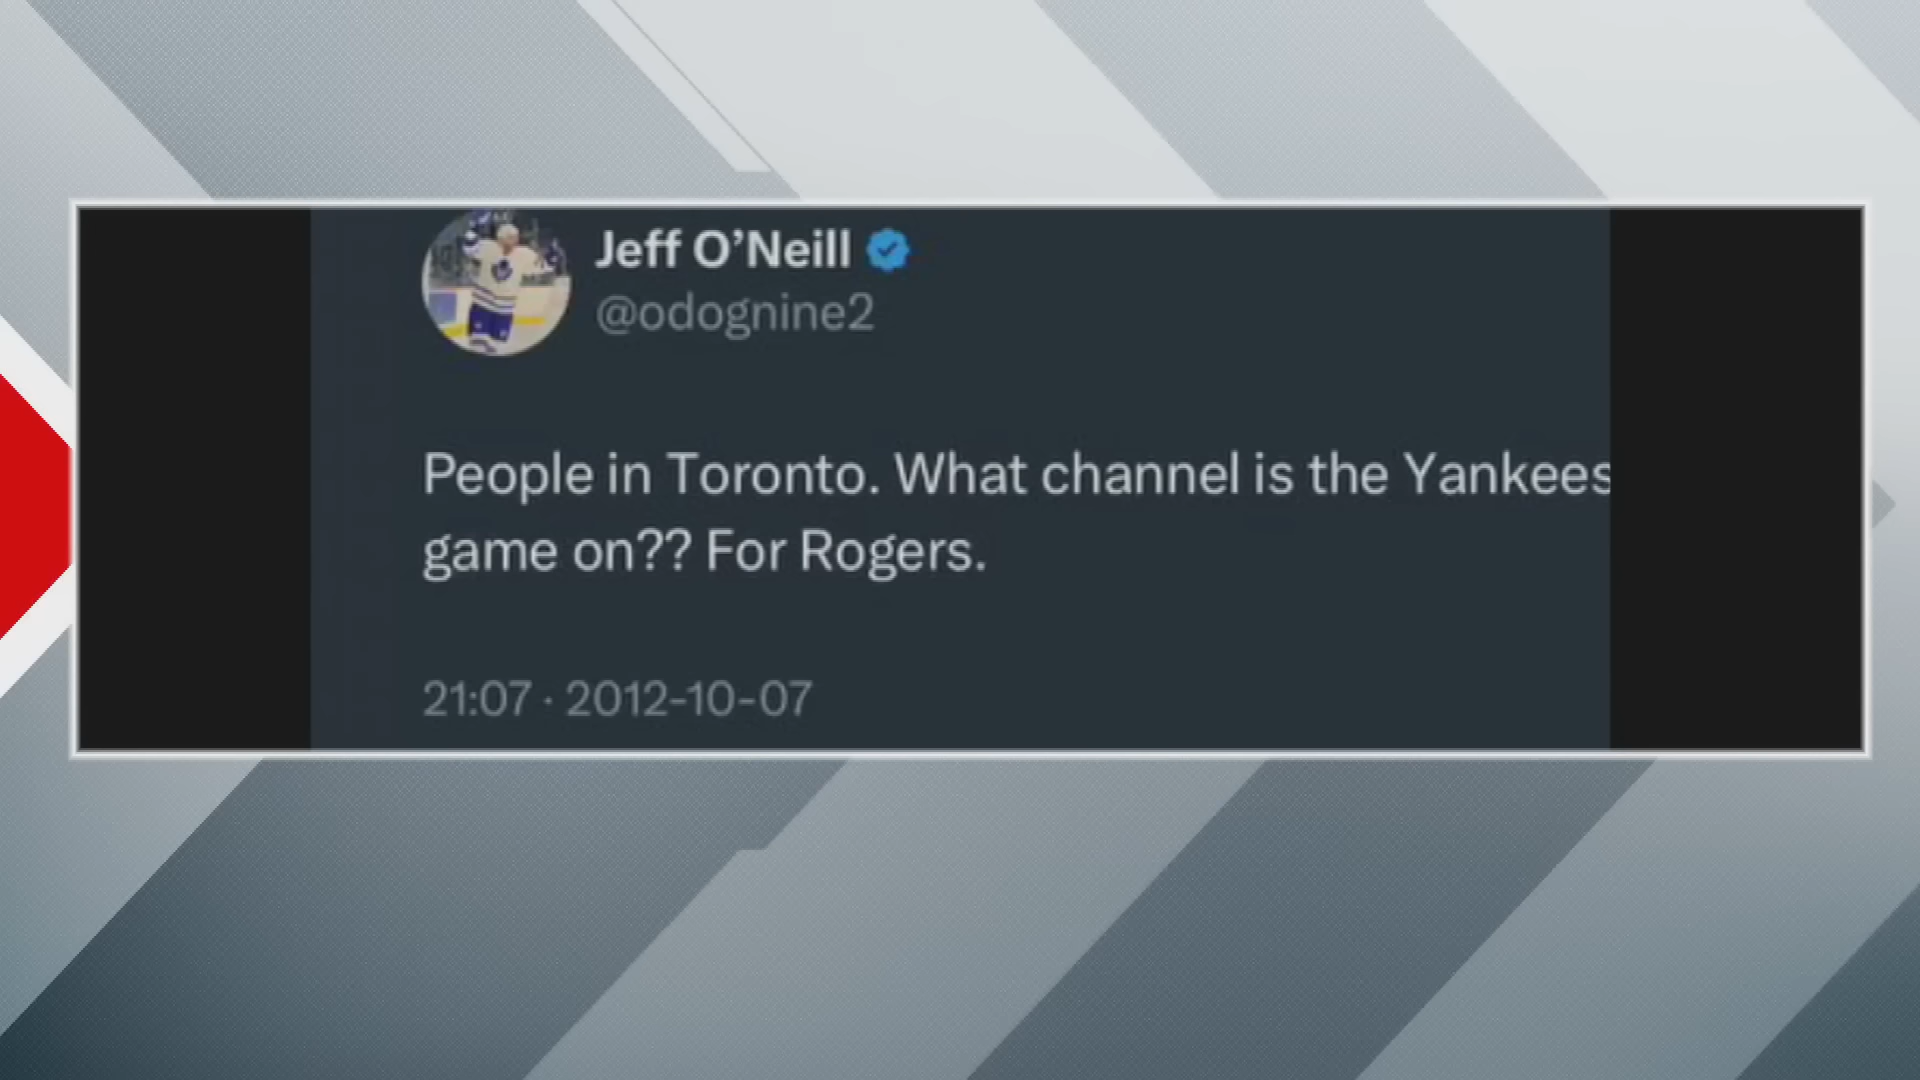 Jeff O’Neill
@odognine2
People in Toronto. What channel is the Yankees
game on?? For Rogers.
21:07 · 2012-10-07